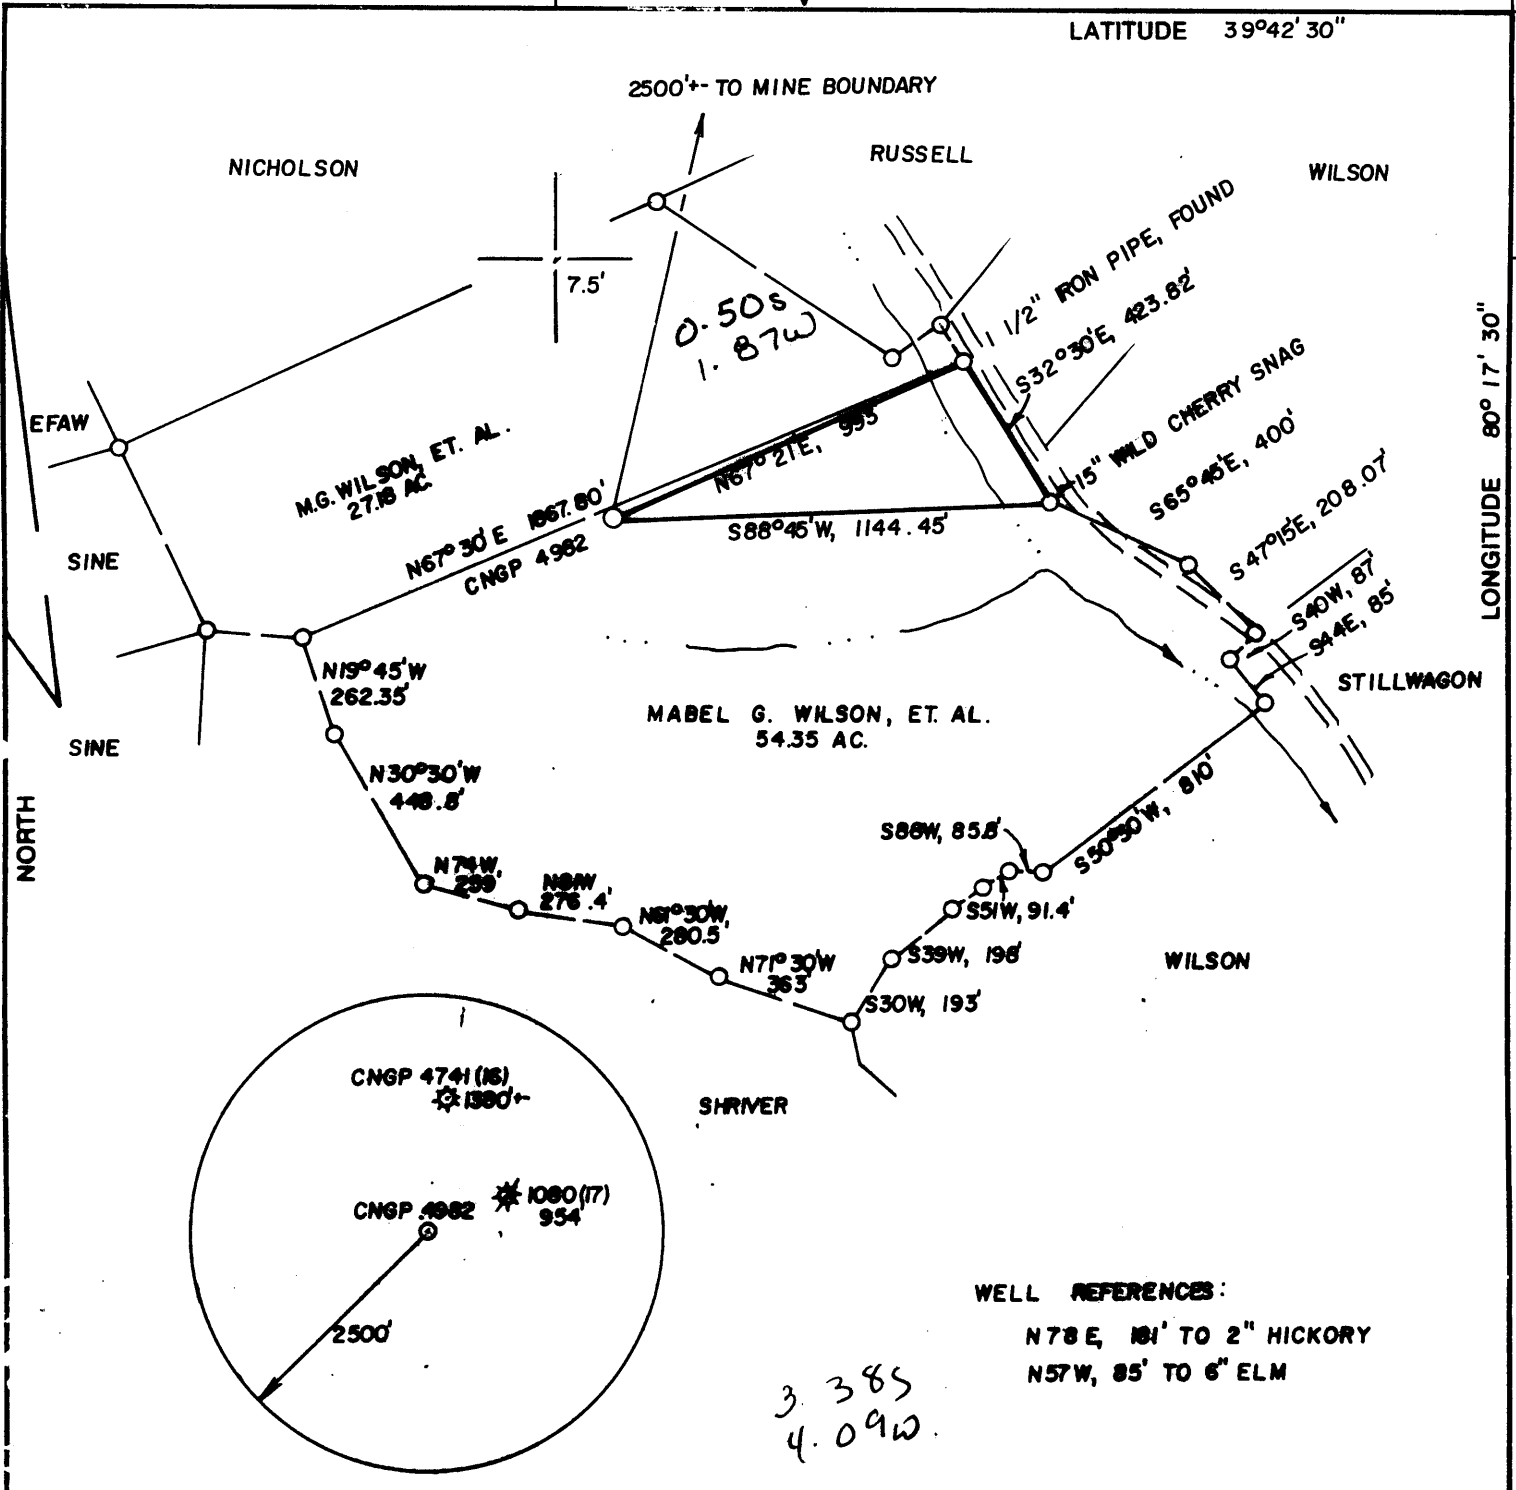 LATITUDE 39°42'30"
2500'+- TO MINE BOUNDARY
NICHOLSON
RUSSELL
WILSON
1/2" IRON PIPE, FOUND
7.5'
0.50s
1.87W
S32°30'E, 423.82'
LONGITUDE 80° 17' 30"
15" WILD CHERRY SNAG
EFAW
M.G. WILSON, ET. AL.
27.18 AC.
N67° 21'E, 993'
S65°45'E, 400'
N67°30'E 1867.80'
CNGP 4982
S88°45'W, 1144.45'
S47°15'E, 208.07'
SINE
S40W, 87'
S44E, 85'
N19°45'W
262.35'
STILLWAGON
MABEL G. WILSON, ET. AL.
54.35 AC.
SINE
N30°30'W
448.8'
NORTH
S50°30'W, 810'
S88W, 85.8'
N74W,
259'
N81W
276.4'
N61°30'W,
280.5'
S51W, 91.4'
S39W, 198'
WILSON
N71°30'W
363'
S30W, 193'
CNGP 4741 (16)
1380'+-
SHRIVER
1080 (17)
954'
CNGP 4982
2500'
WELL REFERENCES:
N78E, 181' TO 2" HICKORY
N57W, 85' TO 6" ELM
3.38S
4.09W.